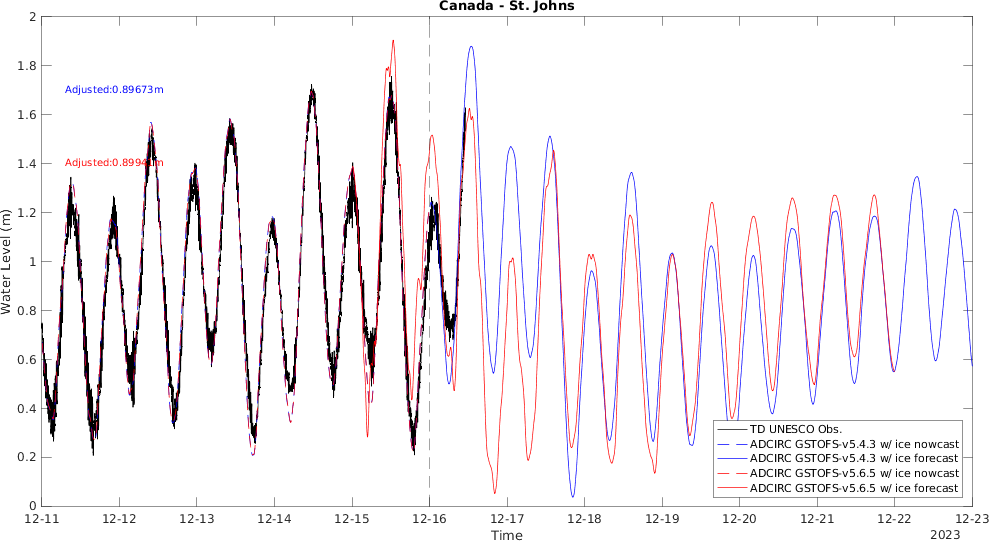 Canada - St. Johns
Water Level (m)
2
1.8
1.6
1.4
1.2
1
0.8
0.6
0.4
0.2
0
Adjusted:0.89673m
Adjusted:0.8994
TD UNESCO Obs.
ADCIRC GSTOFS-v5.4.3 w/ ice nowcast
ADCIRC GSTOFS-v5.4.3 w/ ice forecast
ADCIRC GSTOFS-v5.6.5 w/ ice nowcast
ADCIRC GSTOFS-v5.6.5 w/ ice forecast
12-11 12-12 12-13 12-14 12-15 12-16 12-17 12-18 12-19 12-20 12-21 12-22 12-23
Time
2023